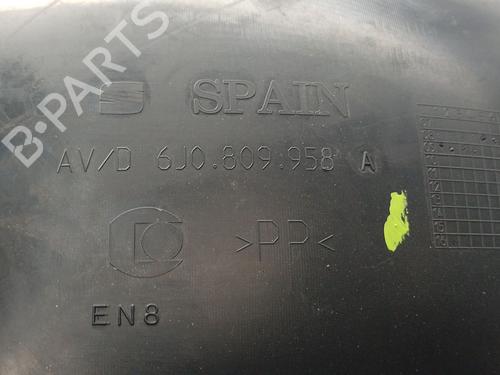 B-PARTS
SPAIN
AV/D 6J0.809.958 A
>PP<
EN8